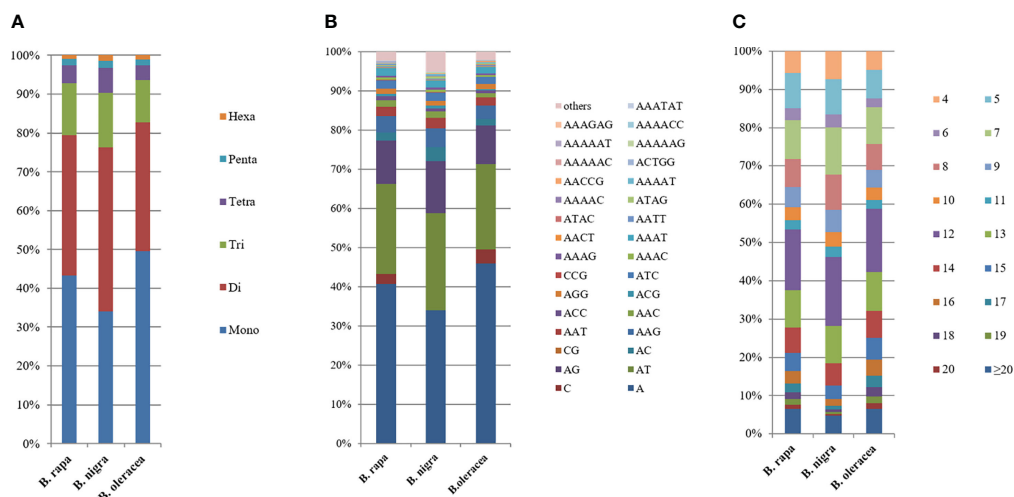 A
100%
90%
80%
70%
60%
50%
40%
30%
20%
10%
0%
B. rapa
B. nigra
B. oleracea
Hexa
Penta
Tetra
Tri
Di
Mono
B
100%
90%
80%
70%
60%
50%
40%
30%
20%
10%
0%
B. rapa
B. nigra
B.oleracea
others AAATAT
AAAGAG AAAACC
AAAAAT AAAAAG
AAAAAC ACTGG
AACCG AAAAT
AAAAC ATAG
ATAC AATT
AACT AAAT
AAAG AAAC
CCG ATC
AGG ACG
ACC AAC
AAT AAG
CG AC
AG AT
C A
C
100%
90%
80%
70%
60%
50%
40%
30%
20%
10%
0%
B. rapa
B. nigra
B. oleracea
4 5
6 7
8 9
10 11
12 13
14 15
16 17
18 19
20 ≥20